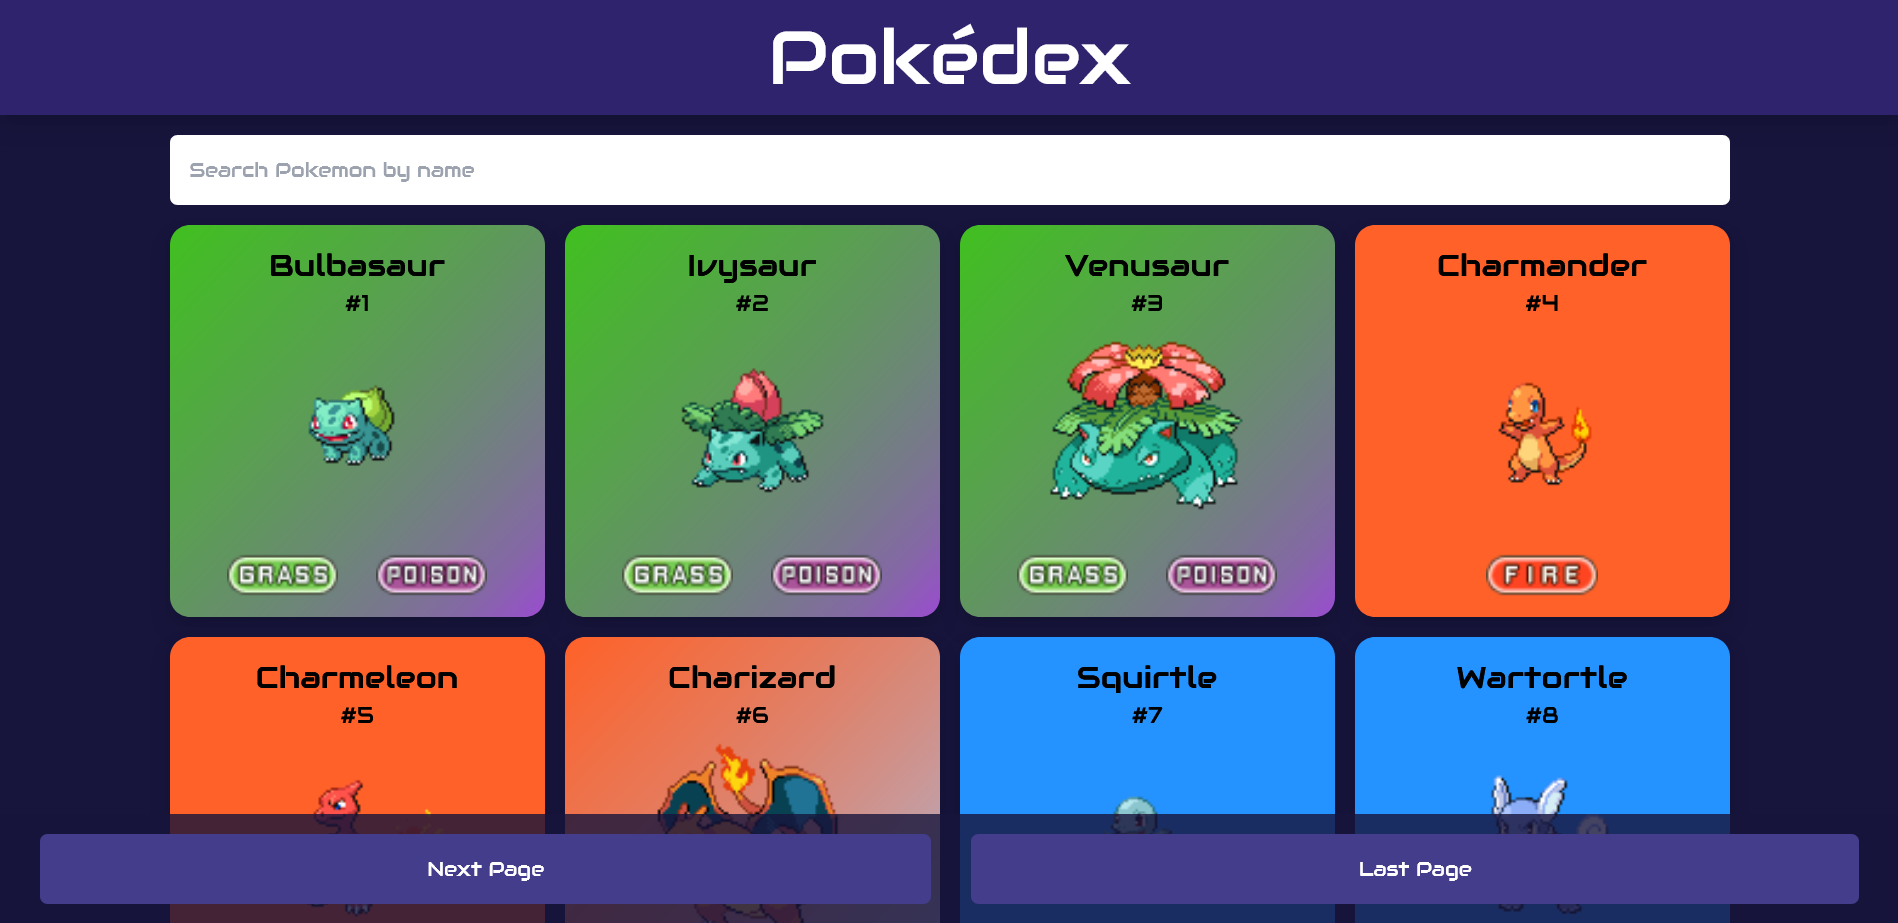 Pokédex
Search Pokemon by name
Bulbasaur
#1
GRASS POISON
Ivysaur
#2
GRASS POISON
Venusaur
#3
GRASS POISON
Charmander
#4
FIRE
Charmeleon
#5
Charizard
#6
Squirtle
#7
Wartortle
#8
Next Page
Last Page